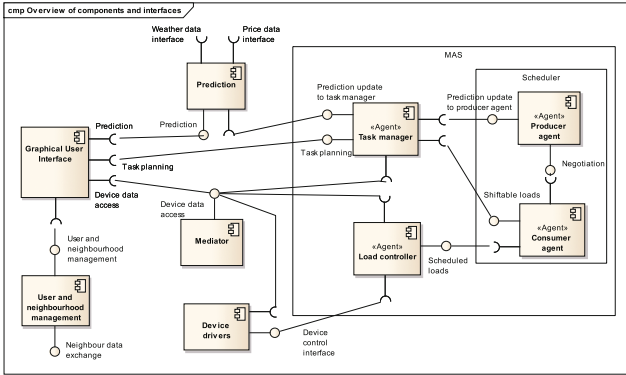 cmp Overview of components and interfaces
Weather data
interface
Price data
interface
MAS
Scheduler
Prediction
Prediction update
to task manager
Prediction update
to producer agent
«Agent»
Producer
agent
Prediction
Prediction
«Agent»
Task manager
Graphical User
Interface
Task planning
Task planning
Negotiation
Device data
access
Shiftable loads
Device data
access
Mediator
«Agent»
Load controller
Scheduled
loads
«Agent»
Consumer
agent
User and
neighbourhood
management
User and
neighbourhood
management
Device
drivers
Device
control
interface
Neighbour data
exchange